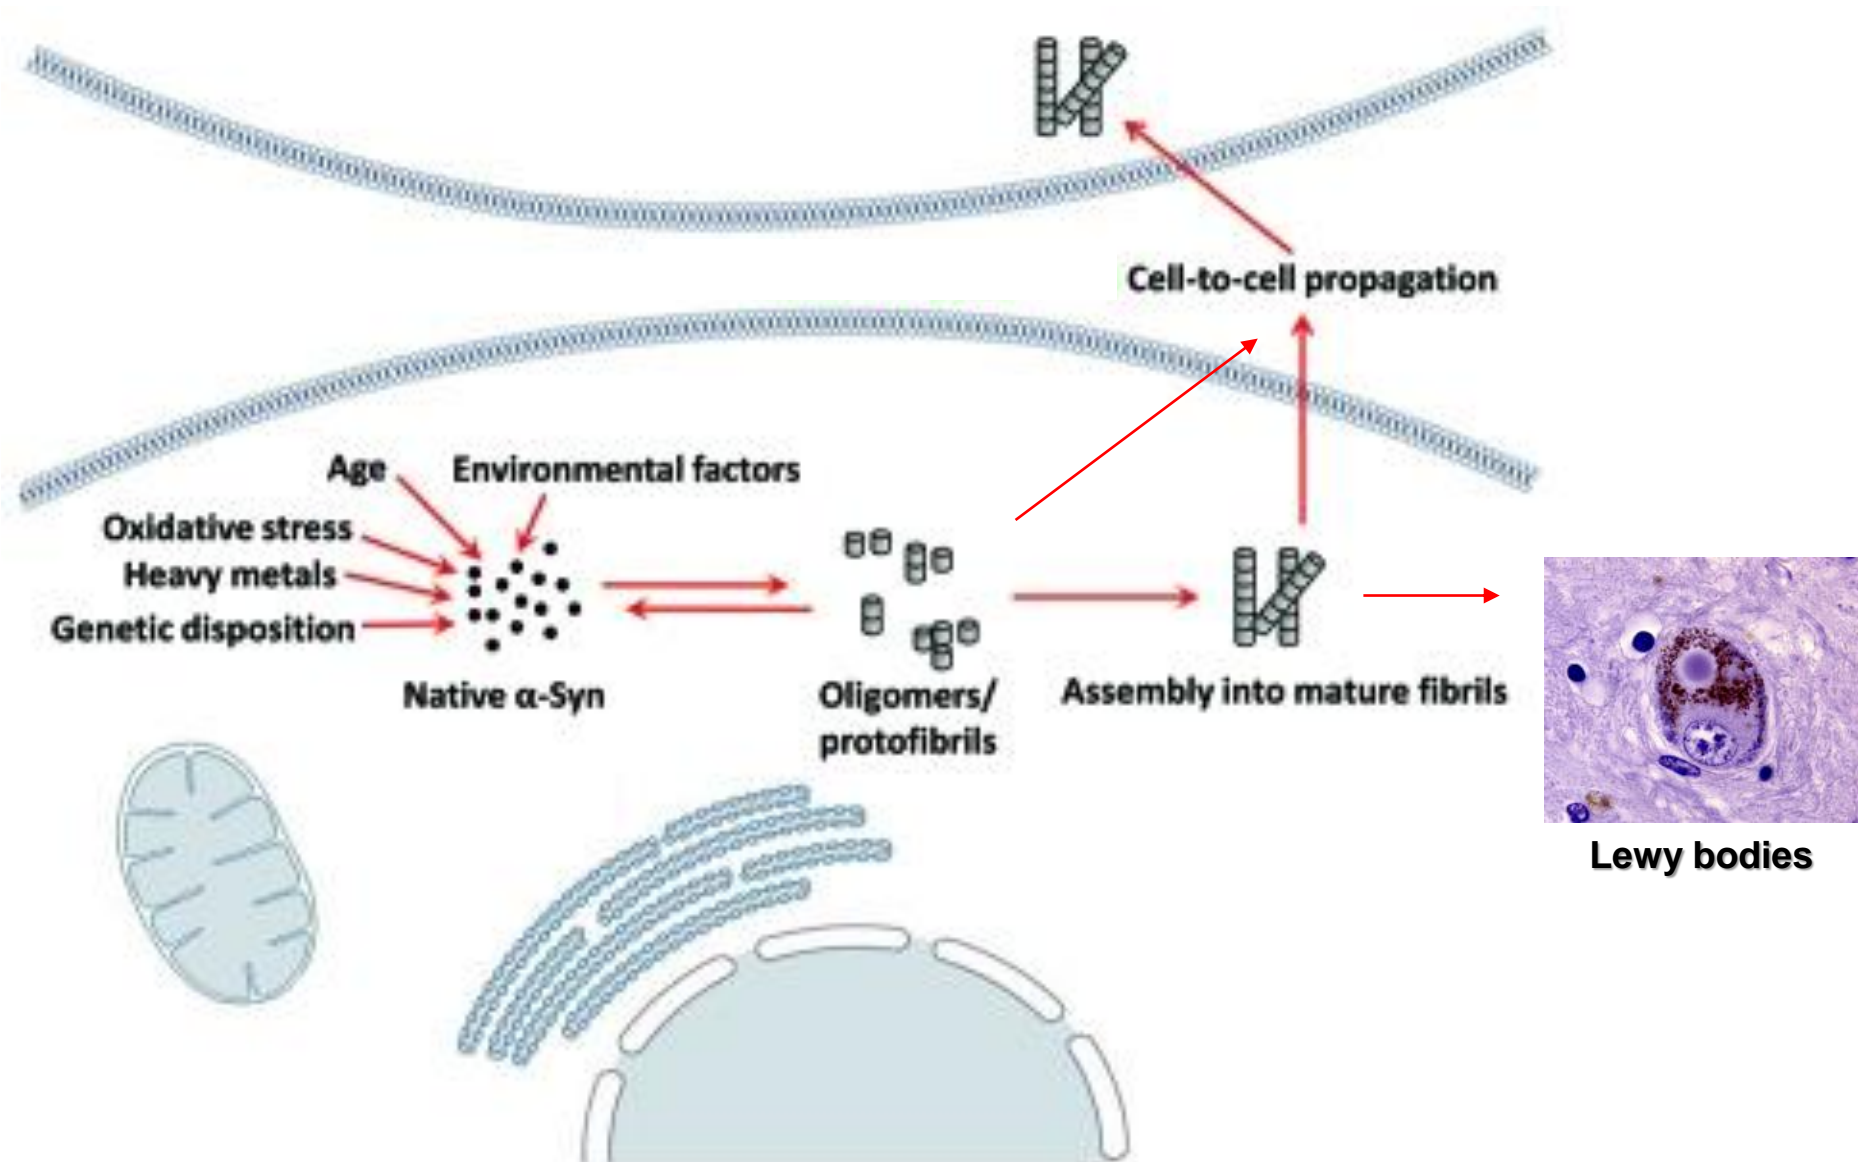 Cell-to-cell propagation
Age
Environmental factors
Oxidative stress
Heavy metals
Genetic disposition
Native α-Syn
Oligomers/
protofibrils
Assembly into mature fibrils
Lewy bodies